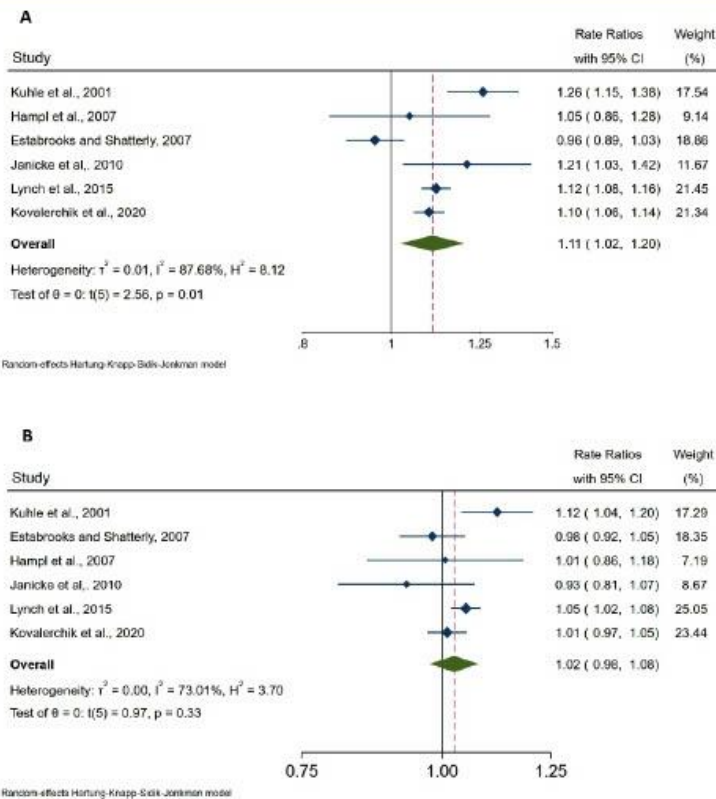 A
Rate Ratios Weight
Study with 95% CI (%)
Kuhle et al., 2001 1.26 ( 1.15, 1.38) 17.54
Hampl et al., 2007 1.05 ( 0.86, 1.28) 9.14
Estabrooks and Shatterly, 2007 0.96 ( 0.89, 1.03) 18.86
Janicke et al,. 2010 1.21 ( 1.03, 1.42) 11.67
Lynch et al., 2015 1.12 ( 1.08, 1.16) 21.45
Kovalerchik et al., 2020 1.10 ( 1.06, 1.14) 21.34
Overall 1.11 ( 1.02, 1.20)
Heterogeneity: τ² = 0.01, I² = 87.68%, H² = 8.12
Test of θ = 0: t(5) = 2.56, p = 0.01
.8 1 1.25 1.5
Random-effects Hartung-Knapp-Sidik-Jonkman model
B
Rate Ratios Weight
Study with 95% CI (%)
Kuhle et al., 2001 1.12 ( 1.04, 1.20) 17.29
Estabrooks and Shatterly, 2007 0.98 ( 0.92, 1.05) 18.35
Hampl et al., 2007 1.01 ( 0.86, 1.18) 7.19
Janicke et al,. 2010 0.93 ( 0.81, 1.07) 8.67
Lynch et al., 2015 1.05 ( 1.02, 1.08) 25.05
Kovalerchik et al., 2020 1.01 ( 0.97, 1.05) 23.44
Overall 1.02 ( 0.98, 1.08)
Heterogeneity: τ² = 0.00, I² = 73.01%, H² = 3.70
Test of θ = 0: t(5) = 0.97, p = 0.33
0.75 1.00 1.25
Random-effects Hartung-Knapp-Sidik-Jonkman model